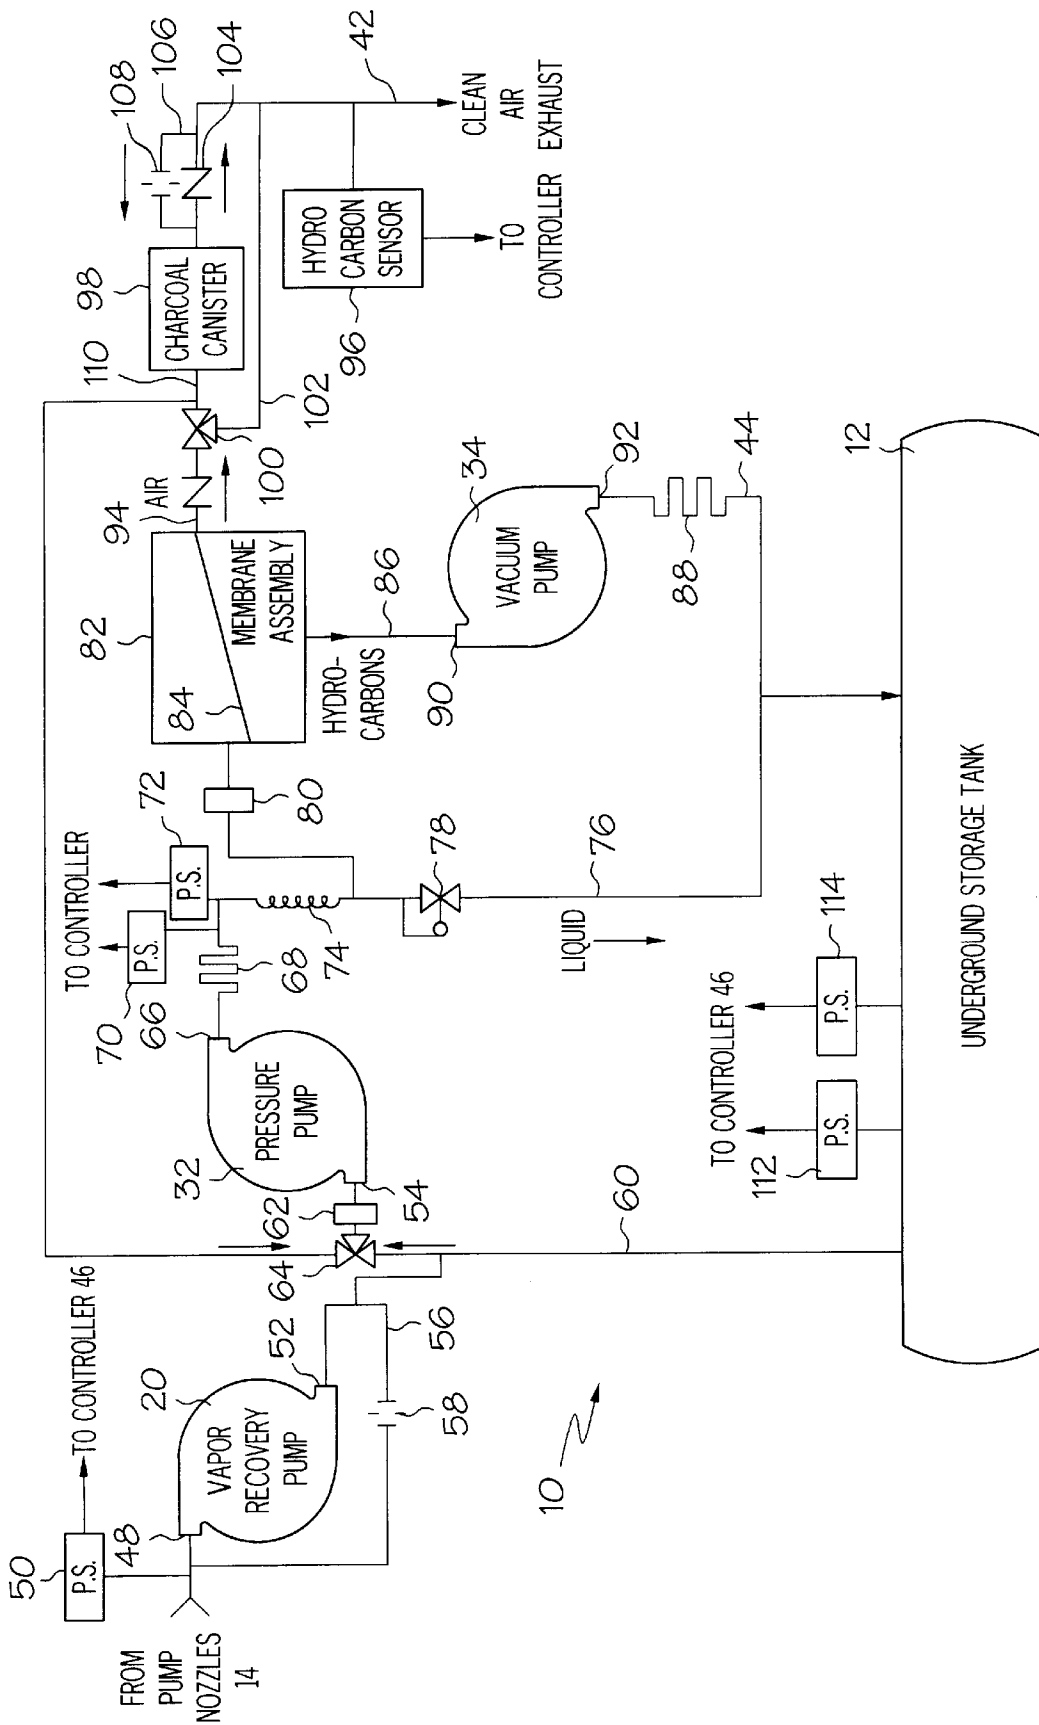 50
P.S.
TO CONTROLLER 46
FROM
PUMP
NOZZLES
14
48
20
VAPOR
RECOVERY
PUMP
52
56
58
10
64
62
54
32
PRESSURE
PUMP
66
68
70
P.S.
72
P.S.
TO CONTROLLER
74
80
78
76
LIQUID
60
82
84
MEMBRANE
ASSEMBLY
94
AIR
100
102
110
98
CHARCOAL
CANISTER
108
106
104
42
CLEAN
AIR
EXHAUST
HYDRO
CARBON
SENSOR
96
TO
CONTROLLER
HYDRO-
CARBONS
86
90
34
VACUUM
PUMP
92
88
44
12
TO CONTROLLER 46
112
P.S.
114
P.S.
UNDERGROUND STORAGE TANK